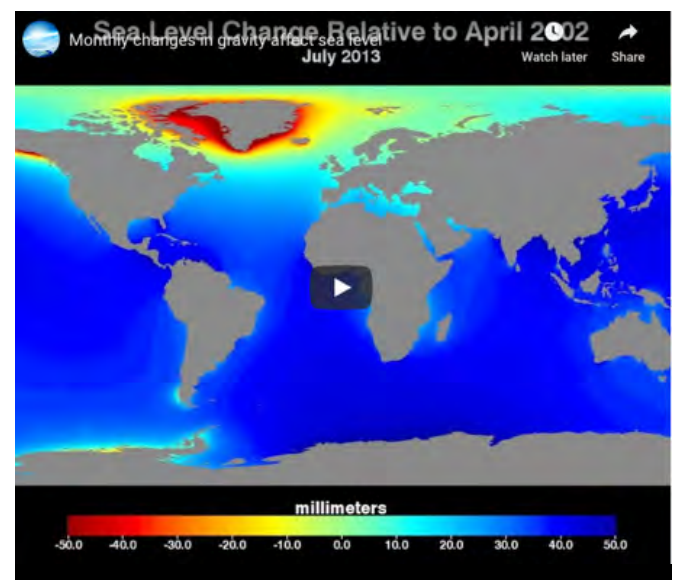 Sea Level Change Relative to April 2002
Monthly changes in gravity affect sea level
July 2013
Watch later
Share
millimeters
-50.0 -40.0 -30.0 -20.0 -10.0 0.0 10.0 20.0 30.0 40.0 50.0